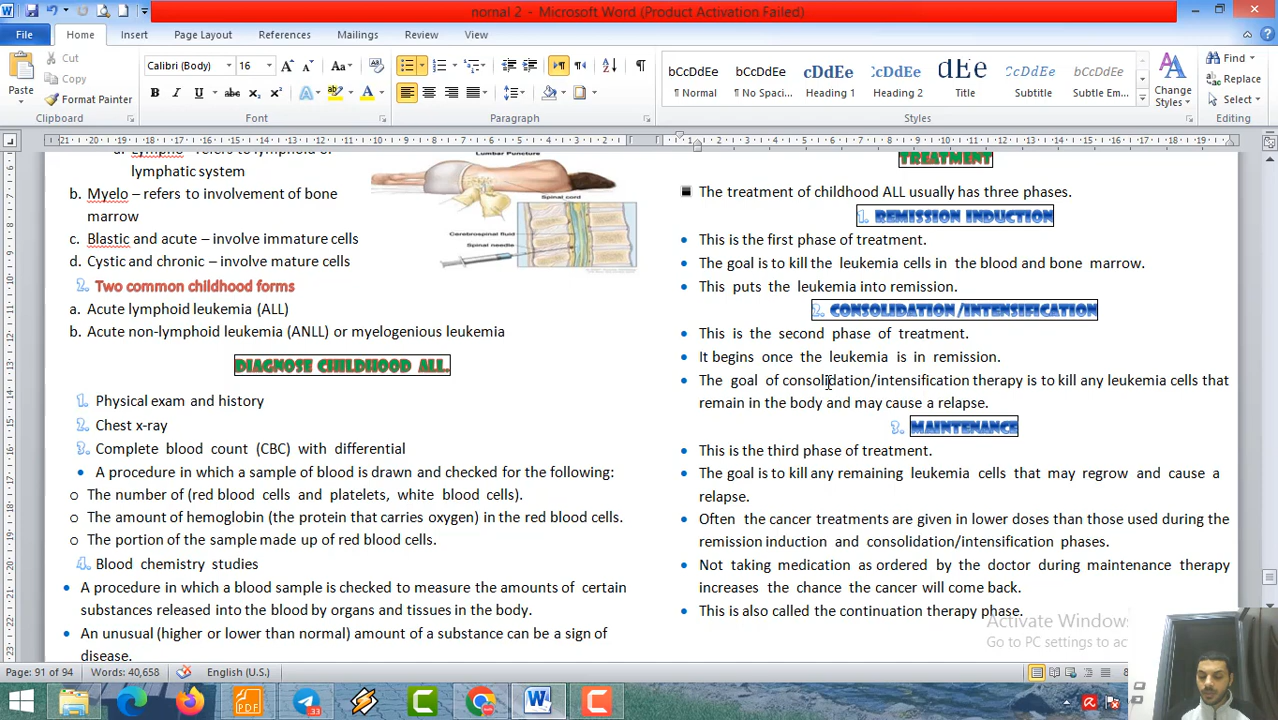 nornal 2 - Microsoft Word (Product Activation Failed)
File
Home
Insert
Page Layout
References
Mailings
Review
View
Paste
Cut
Copy
Format Painter
Clipboard
Calibri (Body)
16
Font
Paragraph
bCcDdEe
¶ Normal
bCcDdEe
¶ No Spaci...
cDdEe
Heading 1
CcDdEe
Heading 2
dEe
Title
CcDdEe
Subtitle
bCcDdEe
Subtle Em...
Change
Styles
Styles
Find
Replace
Select
Editing
lymphatic system
b. Myelo – refers to involvement of bone
marrow
c. Blastic and acute – involve immature cells
d. Cystic and chronic – involve mature cells
Lumbar Puncture
Spinal cord
Cerebrospinal fluid
Spinal needle
2. Two common childhood forms
a. Acute lymphoid leukemia (ALL)
b. Acute non-lymphoid leukemia (ANLL) or myelogenious leukemia
DIAGNOSE CHILDHOOD ALL.
1. Physical exam and history
2. Chest x-ray
3. Complete blood count (CBC) with differential
• A procedure in which a sample of blood is drawn and checked for the following:
o The number of (red blood cells and platelets, white blood cells).
o The amount of hemoglobin (the protein that carries oxygen) in the red blood cells.
o The portion of the sample made up of red blood cells.
4. Blood chemistry studies
• A procedure in which a blood sample is checked to measure the amounts of certain
substances released into the blood by organs and tissues in the body.
• An unusual (higher or lower than normal) amount of a substance can be a sign of
disease.
TREATMENT
The treatment of childhood ALL usually has three phases.
1. REMISSION INDUCTION
• This is the first phase of treatment.
• The goal is to kill the leukemia cells in the blood and bone marrow.
• This puts the leukemia into remission.
2. CONSOLIDATION/INTENSIFICATION
• This is the second phase of treatment.
• It begins once the leukemia is in remission.
• The goal of consolidation/intensification therapy is to kill any leukemia cells that
remain in the body and may cause a relapse.
3. MAINTENANCE
• This is the third phase of treatment.
• The goal is to kill any remaining leukemia cells that may regrow and cause a
relapse.
• Often the cancer treatments are given in lower doses than those used during the
remission induction and consolidation/intensification phases.
• Not taking medication as ordered by the doctor during maintenance therapy
increases the chance the cancer will come back.
• This is also called the continuation therapy phase.
Activate Windows
Go to PC settings to ac
Page: 91 of 94
Words: 40,658
English (U.S.)